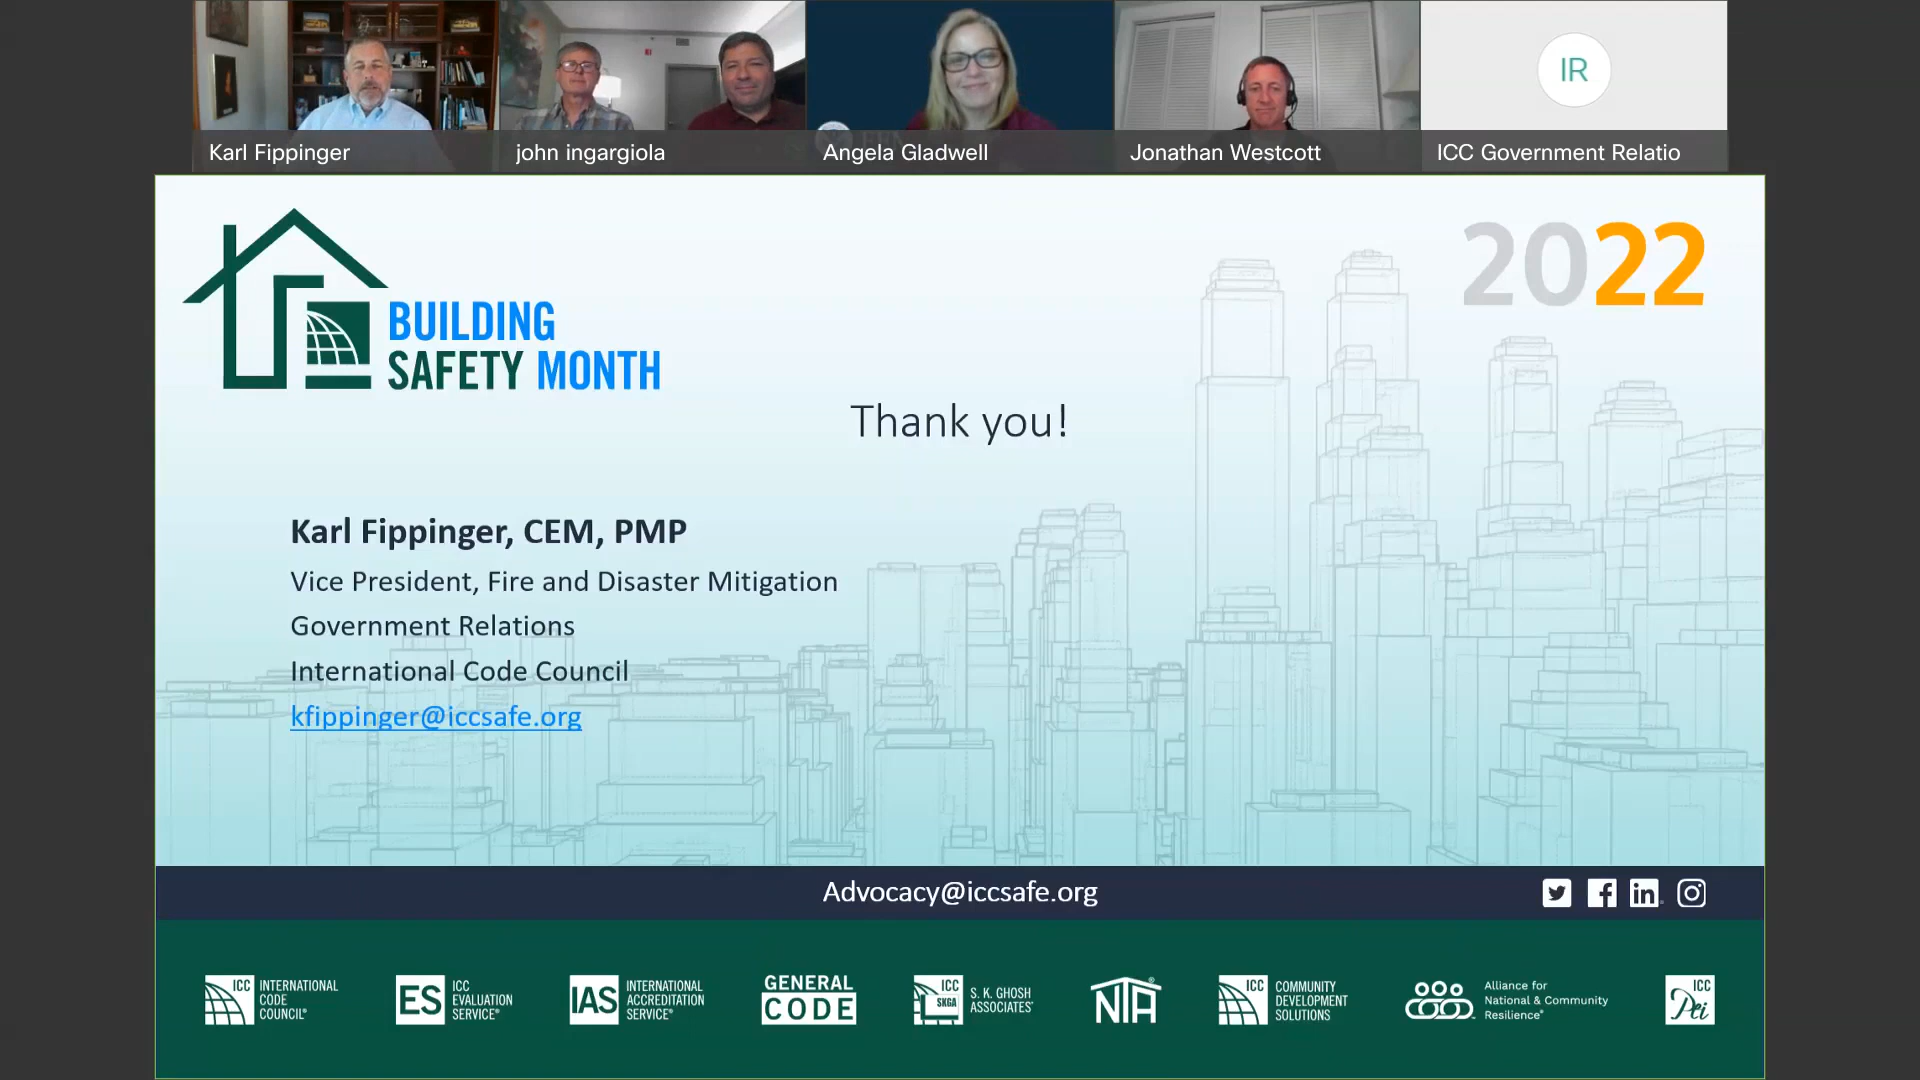 Karl Fippinger
john ingargiola
Angela Gladwell
Jonathan Westcott
IR
ICC Government Relatio
2022
BUILDING
SAFETY MONTH
Thank you!
Karl Fippinger, CEM, PMP
Vice President, Fire and Disaster Mitigation
Government Relations
International Code Council
kfippinger@iccsafe.org
Advocacy@iccsafe.org
ICC INTERNATIONAL
CODE
COUNCIL®
ES ICC
EVALUATION
SERVICE®
IAS INTERNATIONAL
ACCREDITATION
SERVICE®
GENERAL
CODE
ICC
SKGA
S. K. GHOSH
ASSOCIATES
NTA®
ICC COMMUNITY
DEVELOPMENT
SOLUTIONS
Alliance for
National & Community
Resilience®
ICC
Pei